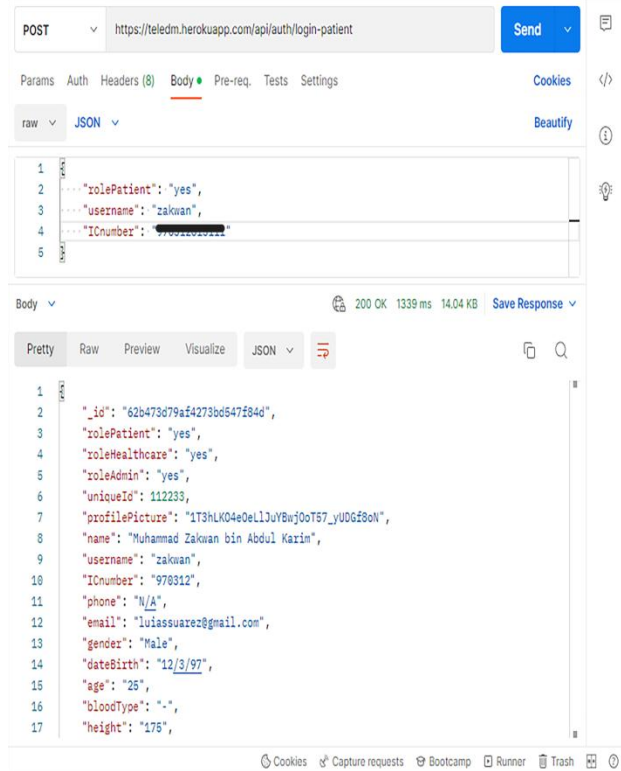 POST https://teledm.herokuapp.com/api/auth/login-patient Send
Params Auth Headers (8) Body Pre-req. Tests Settings Cookies
raw JSON Beautify
1 {
2 "rolePatient": "yes",
3 "username": "zakwan",
4 "ICnumber": " "
5 }
Body 200 OK 1339 ms 14.04 KB Save Response
Pretty Raw Preview Visualize JSON
1 {
2 "_id": "62b473d79af4273bd547f84d",
3 "rolePatient": "yes",
4 "roleHealthcare": "yes",
5 "roleAdmin": "yes",
6 "uniqueId": 112233,
7 "profilePicture": "1T3hLKO4eOeLlJuYBwjOoT57_yUDGf8oN",
8 "name": "Muhammad Zakwan bin Abdul Karim",
9 "username": "zakwan",
10 "ICnumber": "970312",
11 "phone": "N/A",
12 "email": "luiassuarez@gmail.com",
13 "gender": "Male",
14 "dateBirth": "12/3/97",
15 "age": "25",
16 "bloodType": "-",
17 "height": "175",
Cookies Capture requests Bootcamp Runner Trash